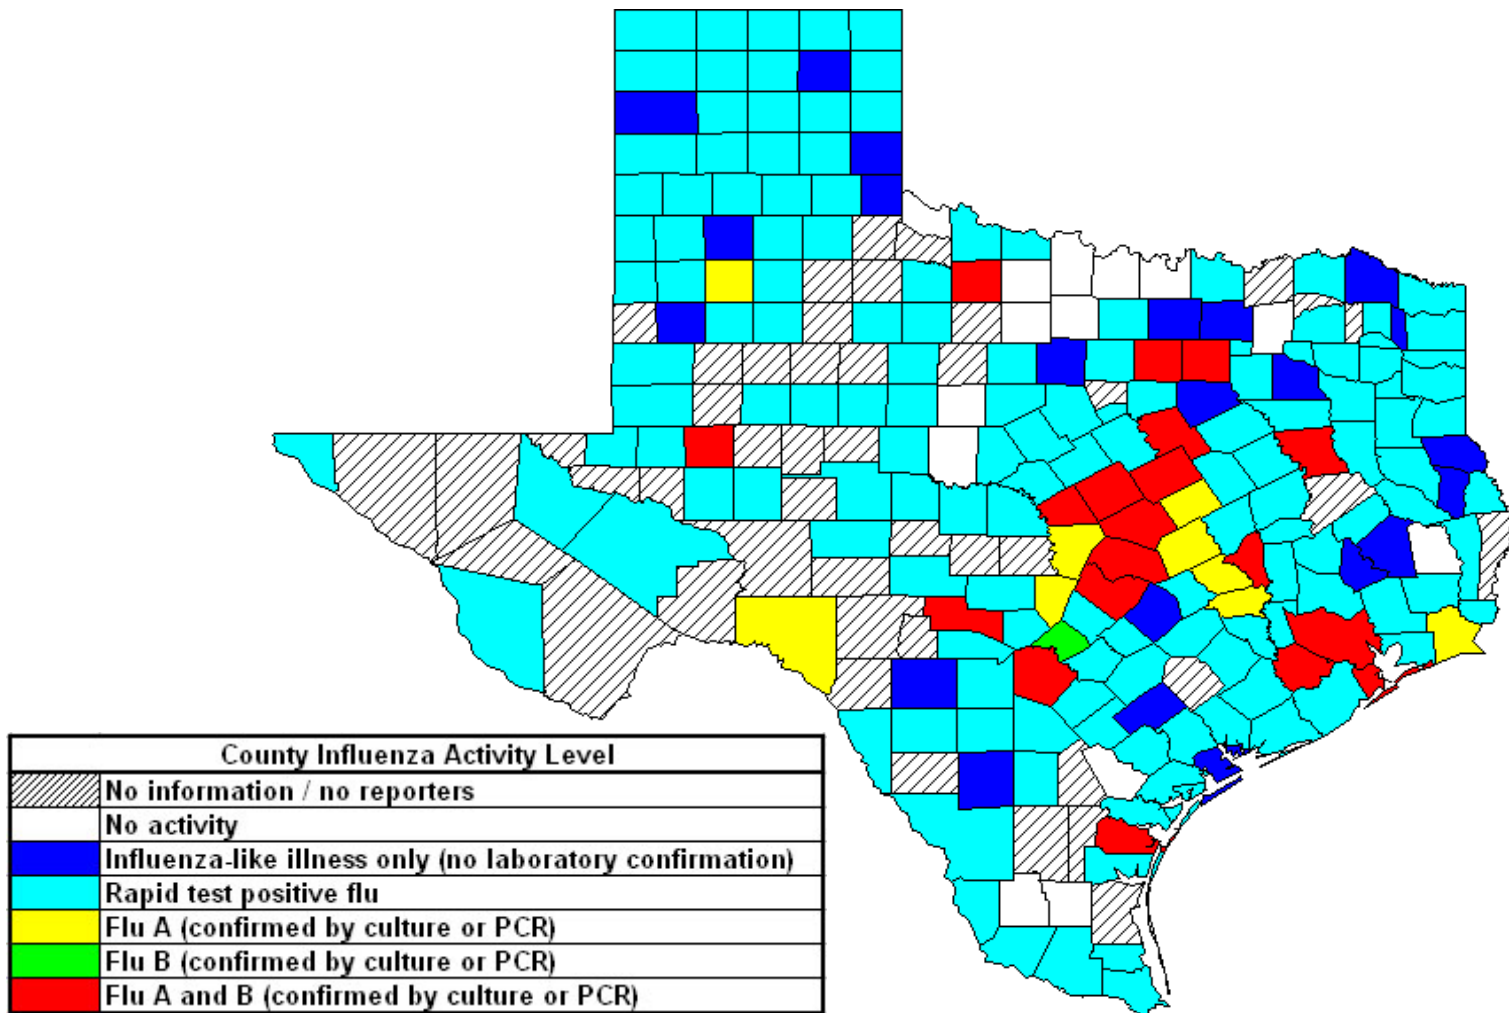 County Influenza Activity Level
No information / no reporters
No activity
Influenza-like illness only (no laboratory confirmation)
Rapid test positive flu
Flu A (confirmed by culture or PCR)
Flu B (confirmed by culture or PCR)
Flu A and B (confirmed by culture or PCR)